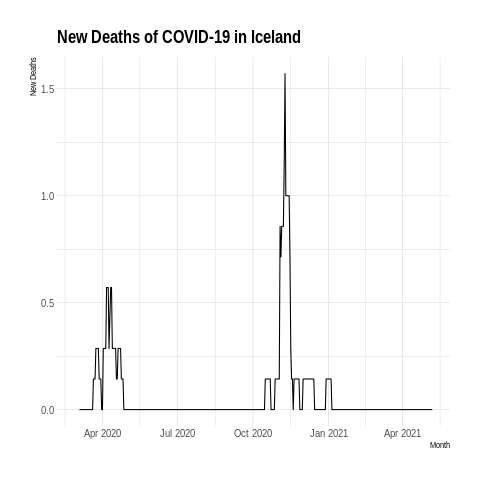 New Deaths of COVID-19 in Iceland
New Deaths
1.5
1.0
0.5
0.0
Apr 2020 Jul 2020 Oct 2020 Jan 2021 Apr 2021
Month